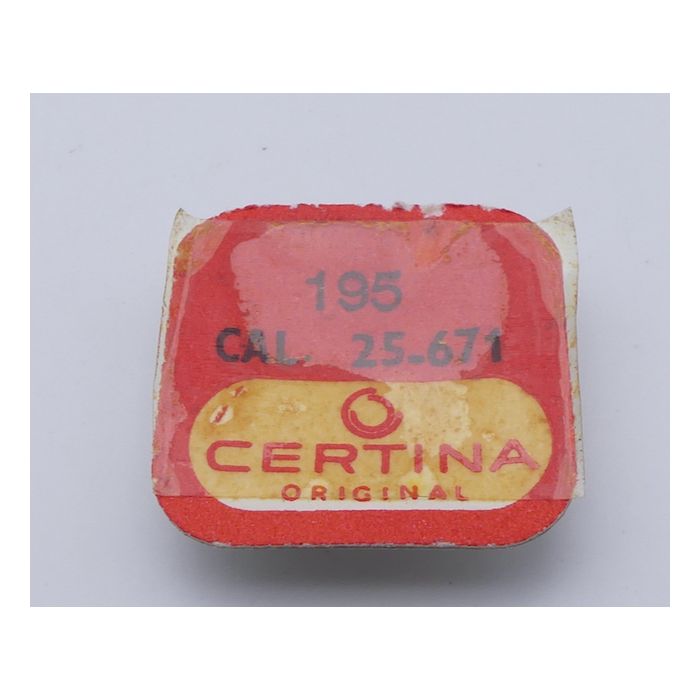 195
CAL. 25-671
CERTINA
ORIGINAL